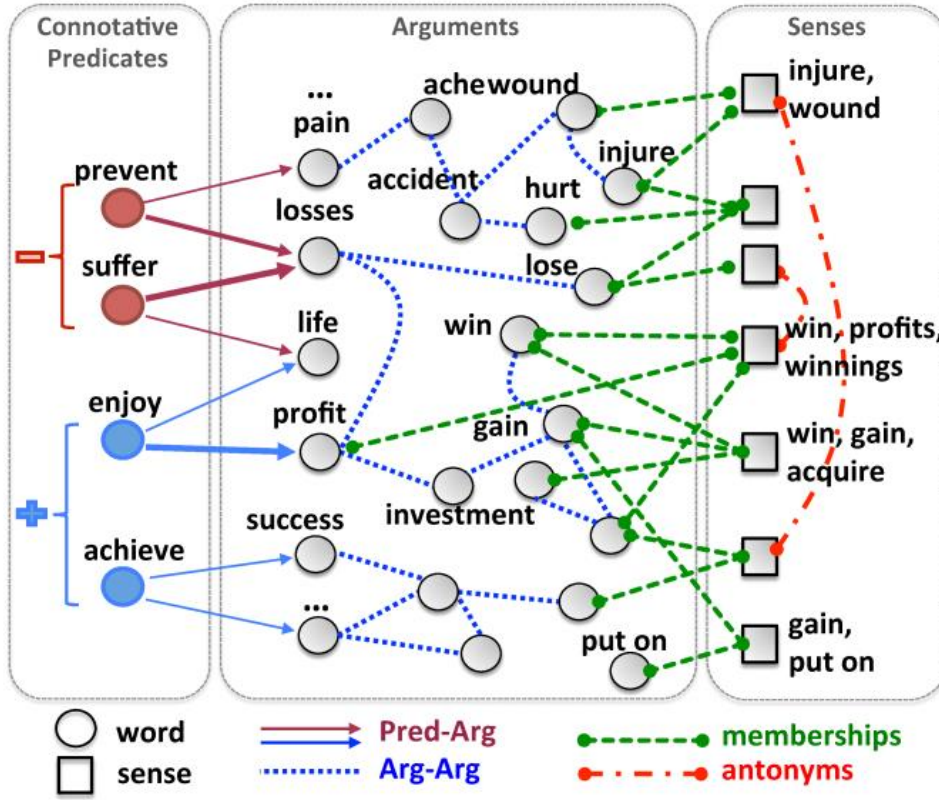 Connotative
Predicates
Arguments
Senses
...
pain
ache
wound
injure,
wound
prevent
accident
injure
hurt
losses
suffer
lose
life
win
win, profits,
winnings
enjoy
profit
gain
win, gain,
acquire
investment
success
achieve
...
put on
gain,
put on
word
Pred-Arg
memberships
sense
Arg-Arg
antonyms